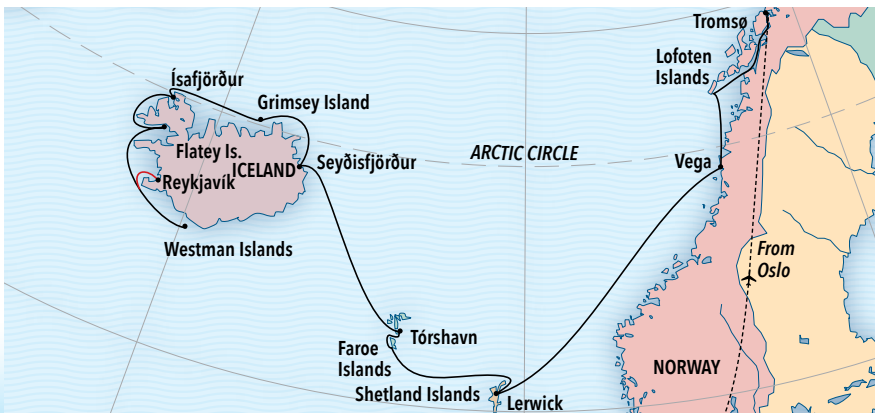 Tromsø
Lofoten
Islands
Ísafjörður
Grimsey Island
Flatey Is.
ICELAND
Seyðisfjörður
ARCTIC CIRCLE
Vega
Reykjavík
Westman Islands
From
Oslo
Tórshavn
Faroe
Islands
NORWAY
Shetland Islands
Lerwick